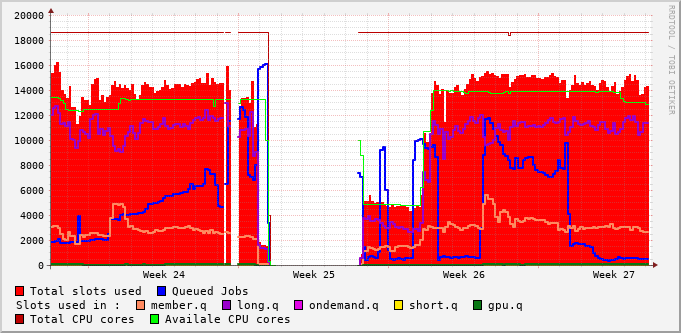 20000
18000
16000
14000
12000
10000
8000
6000
4000
2000
0
Week 24 Week 25 Week 26 Week 27
RRDTOOL / TOBI OETIKER
Total slots used Queued Jobs
Slots used in : member.q long.q ondemand.q short.q gpu.q
Total CPU cores Availale CPU cores